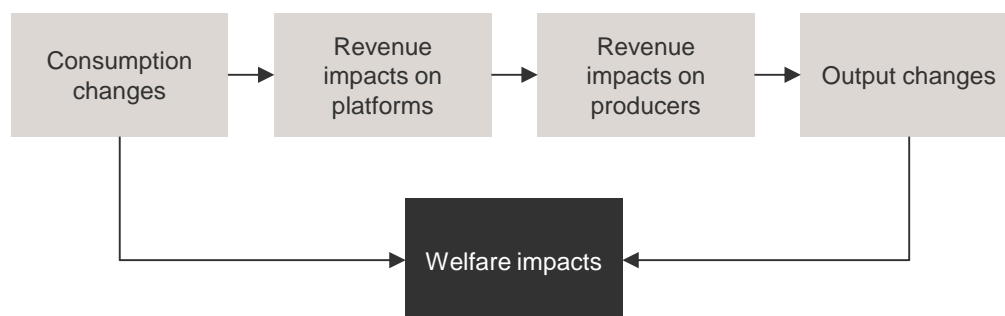 Consumption
changes
Revenue
impacts on
platforms
Revenue
impacts on
producers
Output changes
Welfare impacts